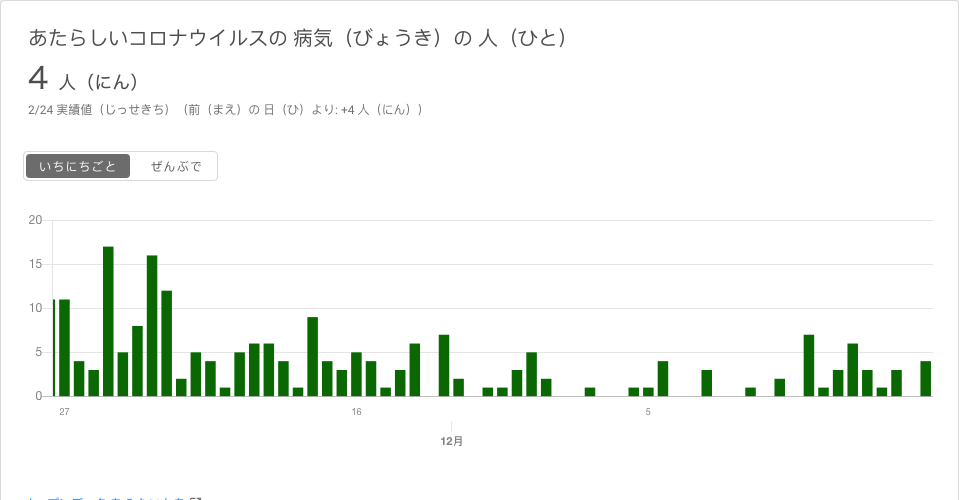 あたらしいコロナウイルスの 病気（びょうき）の 人（ひと）
4 人（にん）
2/24 実績値（じっせきち）（前（まえ）の 日（ひ）より: +4 人（にん））
いちにちごと ぜんぶで
20
15
10
5
0
27 16 5
12月